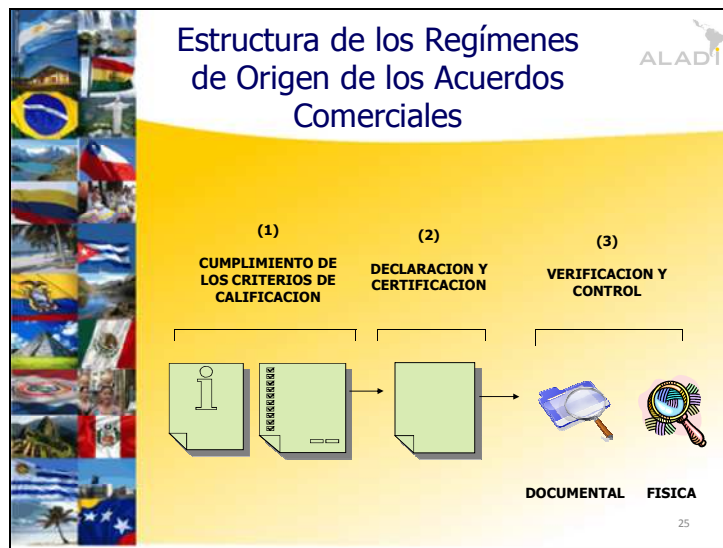 Estructura de los Regímenes
de Origen de los Acuerdos
Comerciales
ALADI
(1)
CUMPLIMIENTO DE
LOS CRITERIOS DE
CALIFICACION
(2)
DECLARACION Y
CERTIFICACION
(3)
VERIFICACION Y
CONTROL
i
DOCUMENTAL
FISICA
25